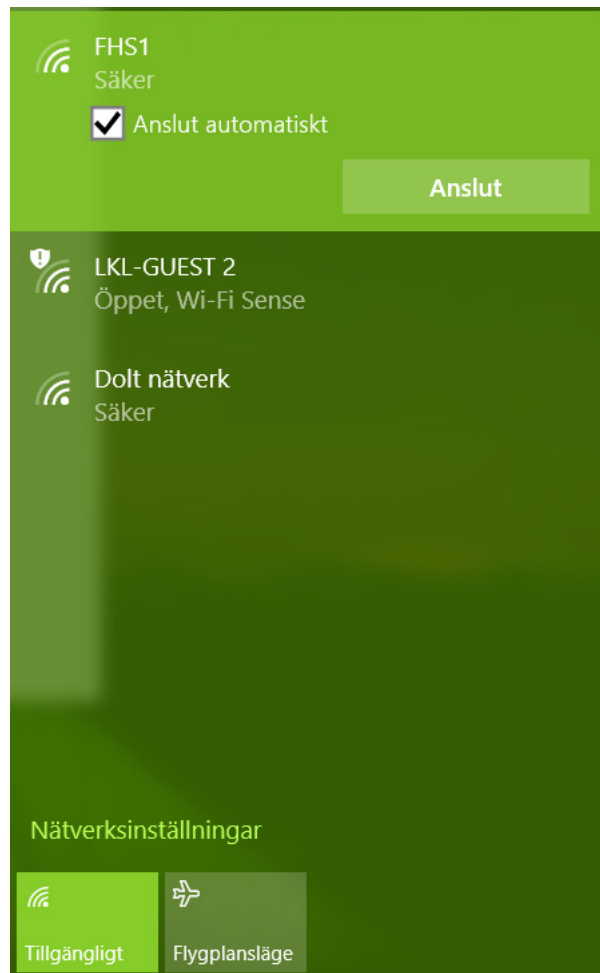 FHS1
Säker
Anslut automatiskt
Anslut
LKL-GUEST 2
Öppet, Wi-Fi Sense
Dolt nätverk
Säker
Nätverksinställningar
Tillgängligt
Flygplansläge